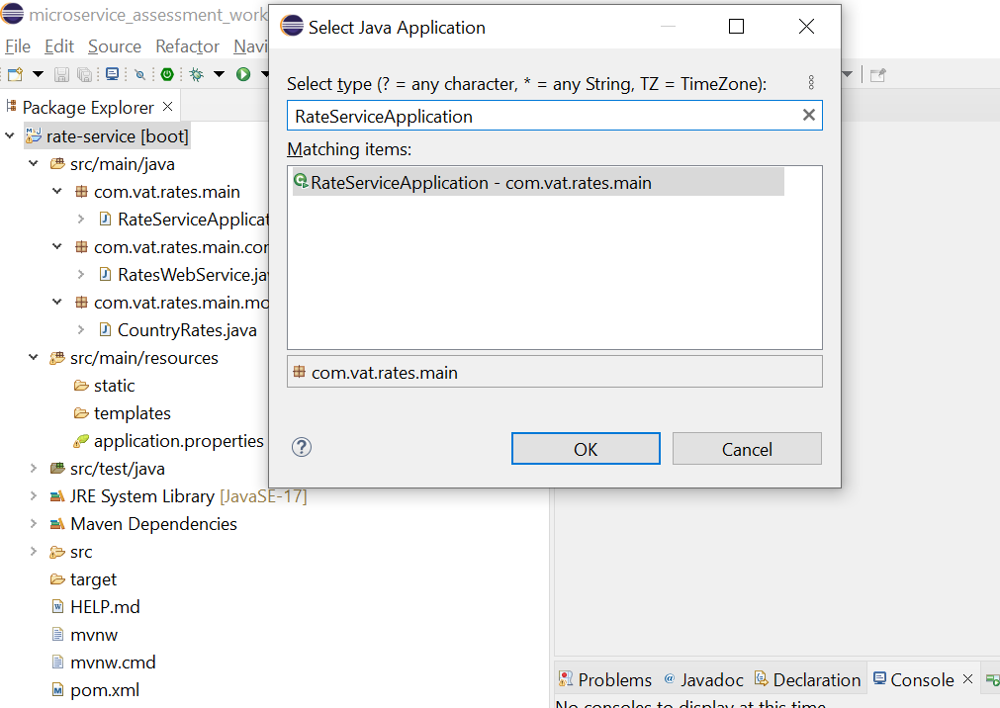 microservice_assessment_work
File Edit Source Refactor Navi
Package Explorer
rate-service [boot]
src/main/java
com.vat.rates.main
RateServiceApplicat
com.vat.rates.main.con
RatesWebService.jav
com.vat.rates.main.mo
CountryRates.java
src/main/resources
static
templates
application.properties
src/test/java
JRE System Library [JavaSE-17]
Maven Dependencies
src
target
HELP.md
mvnw
mvnw.cmd
pom.xml
Select Java Application
Select type (? = any character, * = any String, TZ = TimeZone):
RateServiceApplication
Matching items:
RateServiceApplication - com.vat.rates.main
com.vat.rates.main
OK
Cancel
Problems @ Javadoc Declaration Console
No consoles to display at this time.